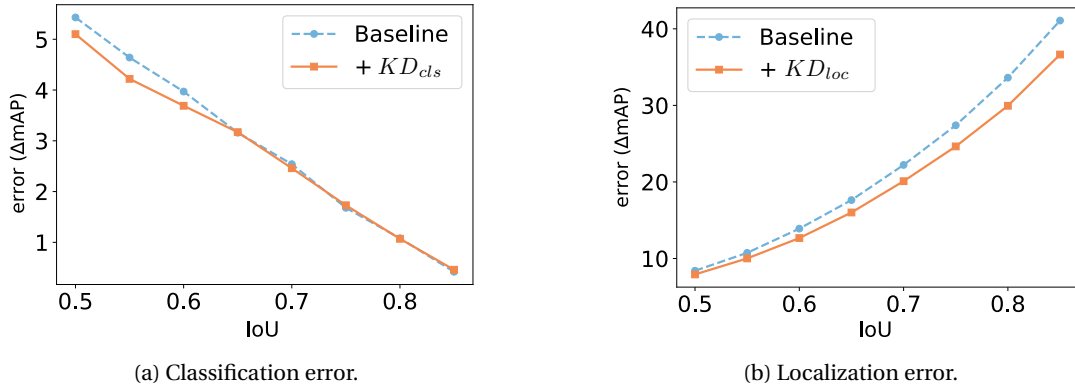 5
4
3
2
1
error (ΔmAP)
0.5
0.6
0.7
0.8
IoU
Baseline
+ KD_cls
(a) Classification error.
40
30
20
10
error (ΔmAP)
0.5
0.6
0.7
0.8
IoU
Baseline
+ KD_loc
(b) Localization error.